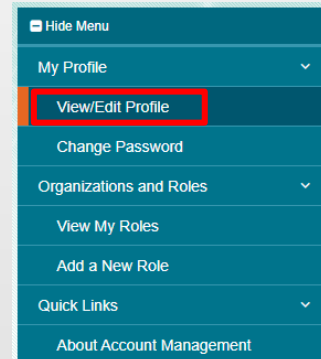 Hide Menu
My Profile
View/Edit Profile
Change Password
Organizations and Roles
View My Roles
Add a New Role
Quick Links
About Account Management